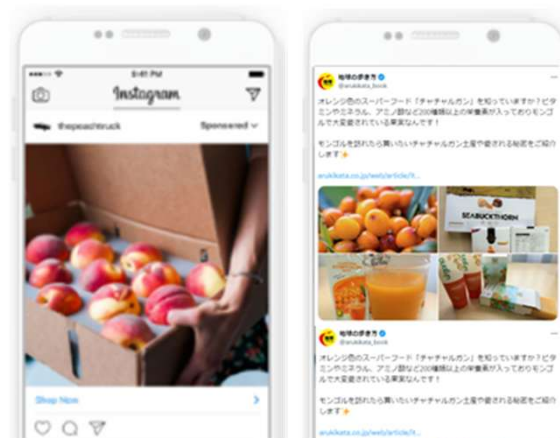 8:41 PM
Instagram
thepeachtruck
Sponsored
Shop Now
地球の歩き方
@arukikata_book
オレンジ色のスーパーフード「チャチャルガン」を知っていますか？ビタ
ミンやミネラル、アミノ酸など200種類以上の栄養素が入っておりモンゴ
ルで大変愛されている果実なんです！
モンゴルを訪れたら買いたいチャチャルガン土産や愛される秘密をご紹介
します
arukikata.co.jp/web/article/it...
SEABUCKTHORN
地球の歩き方
@arukikata_book
オレンジ色のスーパーフード「チャチャルガン」を知っていますか？ビタ
ミンやミネラル、アミノ酸など200種類以上の栄養素が入っておりモンゴ
ルで大変愛されている果実なんです！
モンゴルを訪れたら買いたいチャチャルガン土産や愛される秘密をご紹介
します
arukikata.co.jp/web/article/it...